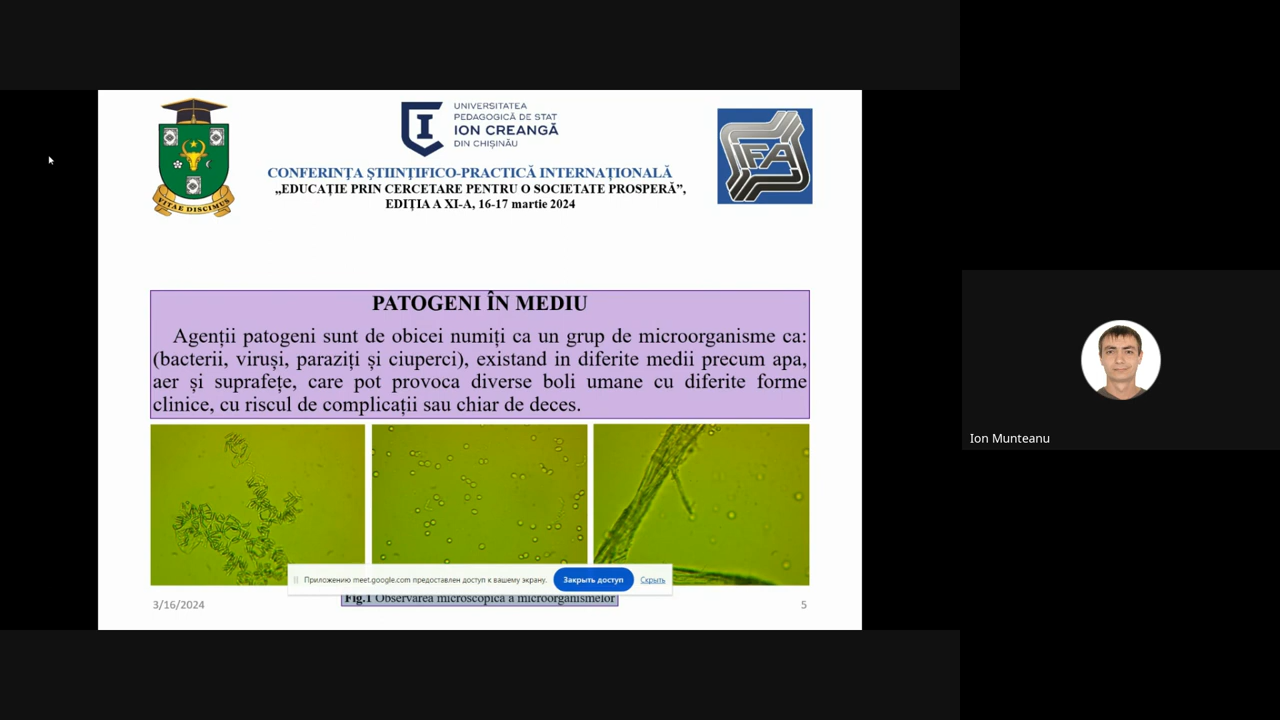 UNIVERSITATEA
PEDAGOGICĂ DE STAT
ION CREANGĂ
DIN CHIȘINĂU
VITAE DISCIMUS
IFA
CONFERINȚA ȘTIINȚIFICO-PRACTICĂ INTERNAȚIONALĂ
„EDUCAȚIE PRIN CERCETARE PENTRU O SOCIETATE PROSPERĂ”,
EDIȚIA A XI-A, 16-17 martie 2024
PATOGENI ÎN MEDIU
Agenții patogeni sunt de obicei numiți ca un grup de microorganisme ca:
(bacterii, viruși, paraziți și ciuperci), existand in diferite medii precum apa,
aer și suprafețe, care pot provoca diverse boli umane cu diferite forme
clinice, cu riscul de complicații sau chiar de deces.
Приложению meet.google.com предоставлен доступ к вашему экрану.
Закрыть доступ
Скрыть
Fig.1 Observarea microscopică a microorganismelor
3/16/2024
5
Ion Munteanu